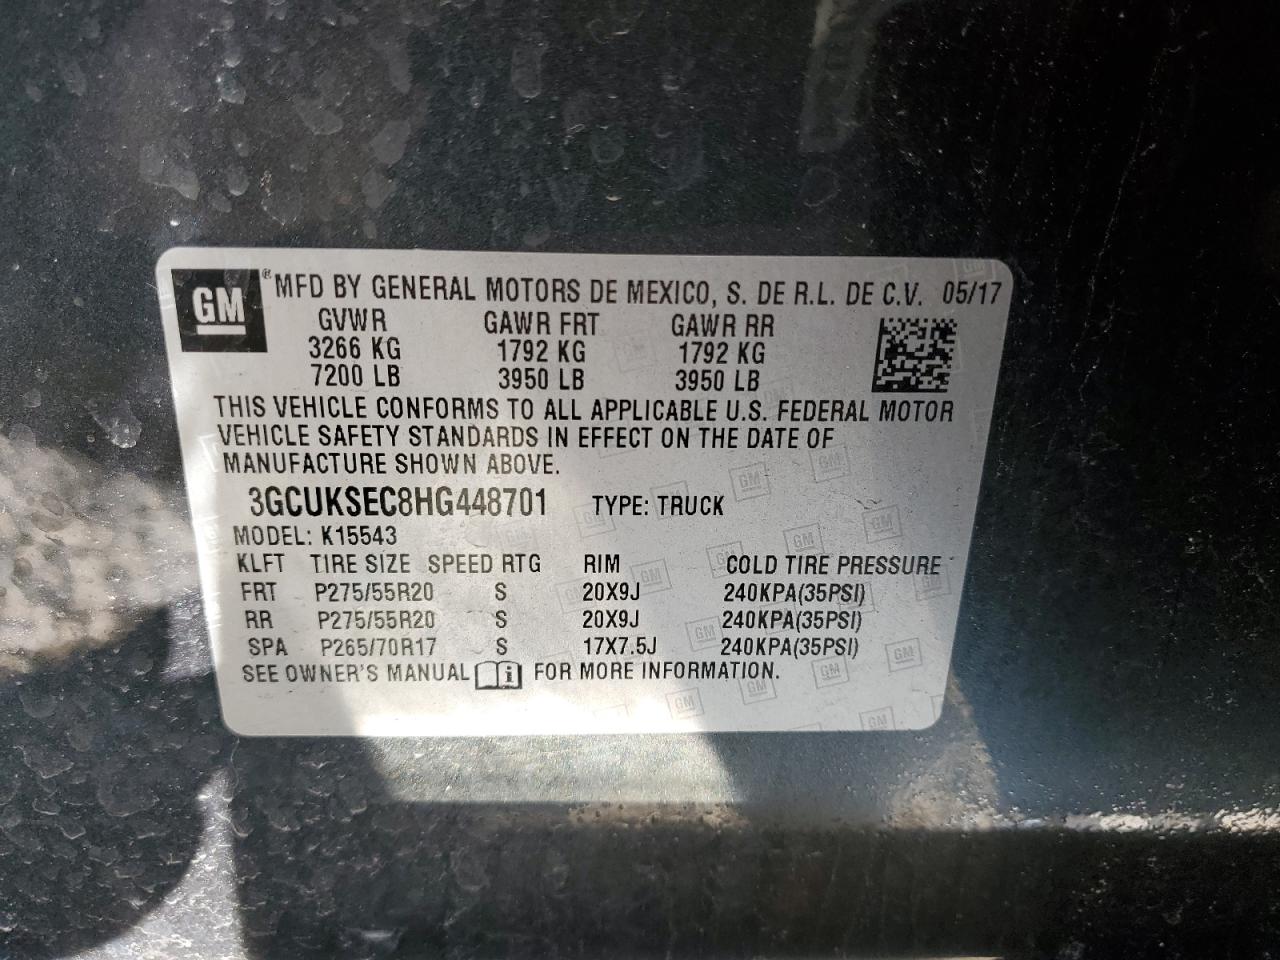 GM ® MFD BY GENERAL MOTORS DE MEXICO, S. DE R.L. DE C.V. 05/17
GVWR GAWR FRT GAWR RR
3266 KG 1792 KG 1792 KG
7200 LB 3950 LB 3950 LB
THIS VEHICLE CONFORMS TO ALL APPLICABLE U.S. FEDERAL MOTOR
VEHICLE SAFETY STANDARDS IN EFFECT ON THE DATE OF
MANUFACTURE SHOWN ABOVE.
3GCUKSEC8HG448701 TYPE: TRUCK
MODEL: K15543
KLFT TIRE SIZE SPEED RTG RIM COLD TIRE PRESSURE
FRT P275/55R20 S 20X9J 240KPA(35PSI)
RR P275/55R20 S 20X9J 240KPA(35PSI)
SPA P265/70R17 S 17X7.5J 240KPA(35PSI)
SEE OWNER'S MANUAL i FOR MORE INFORMATION.